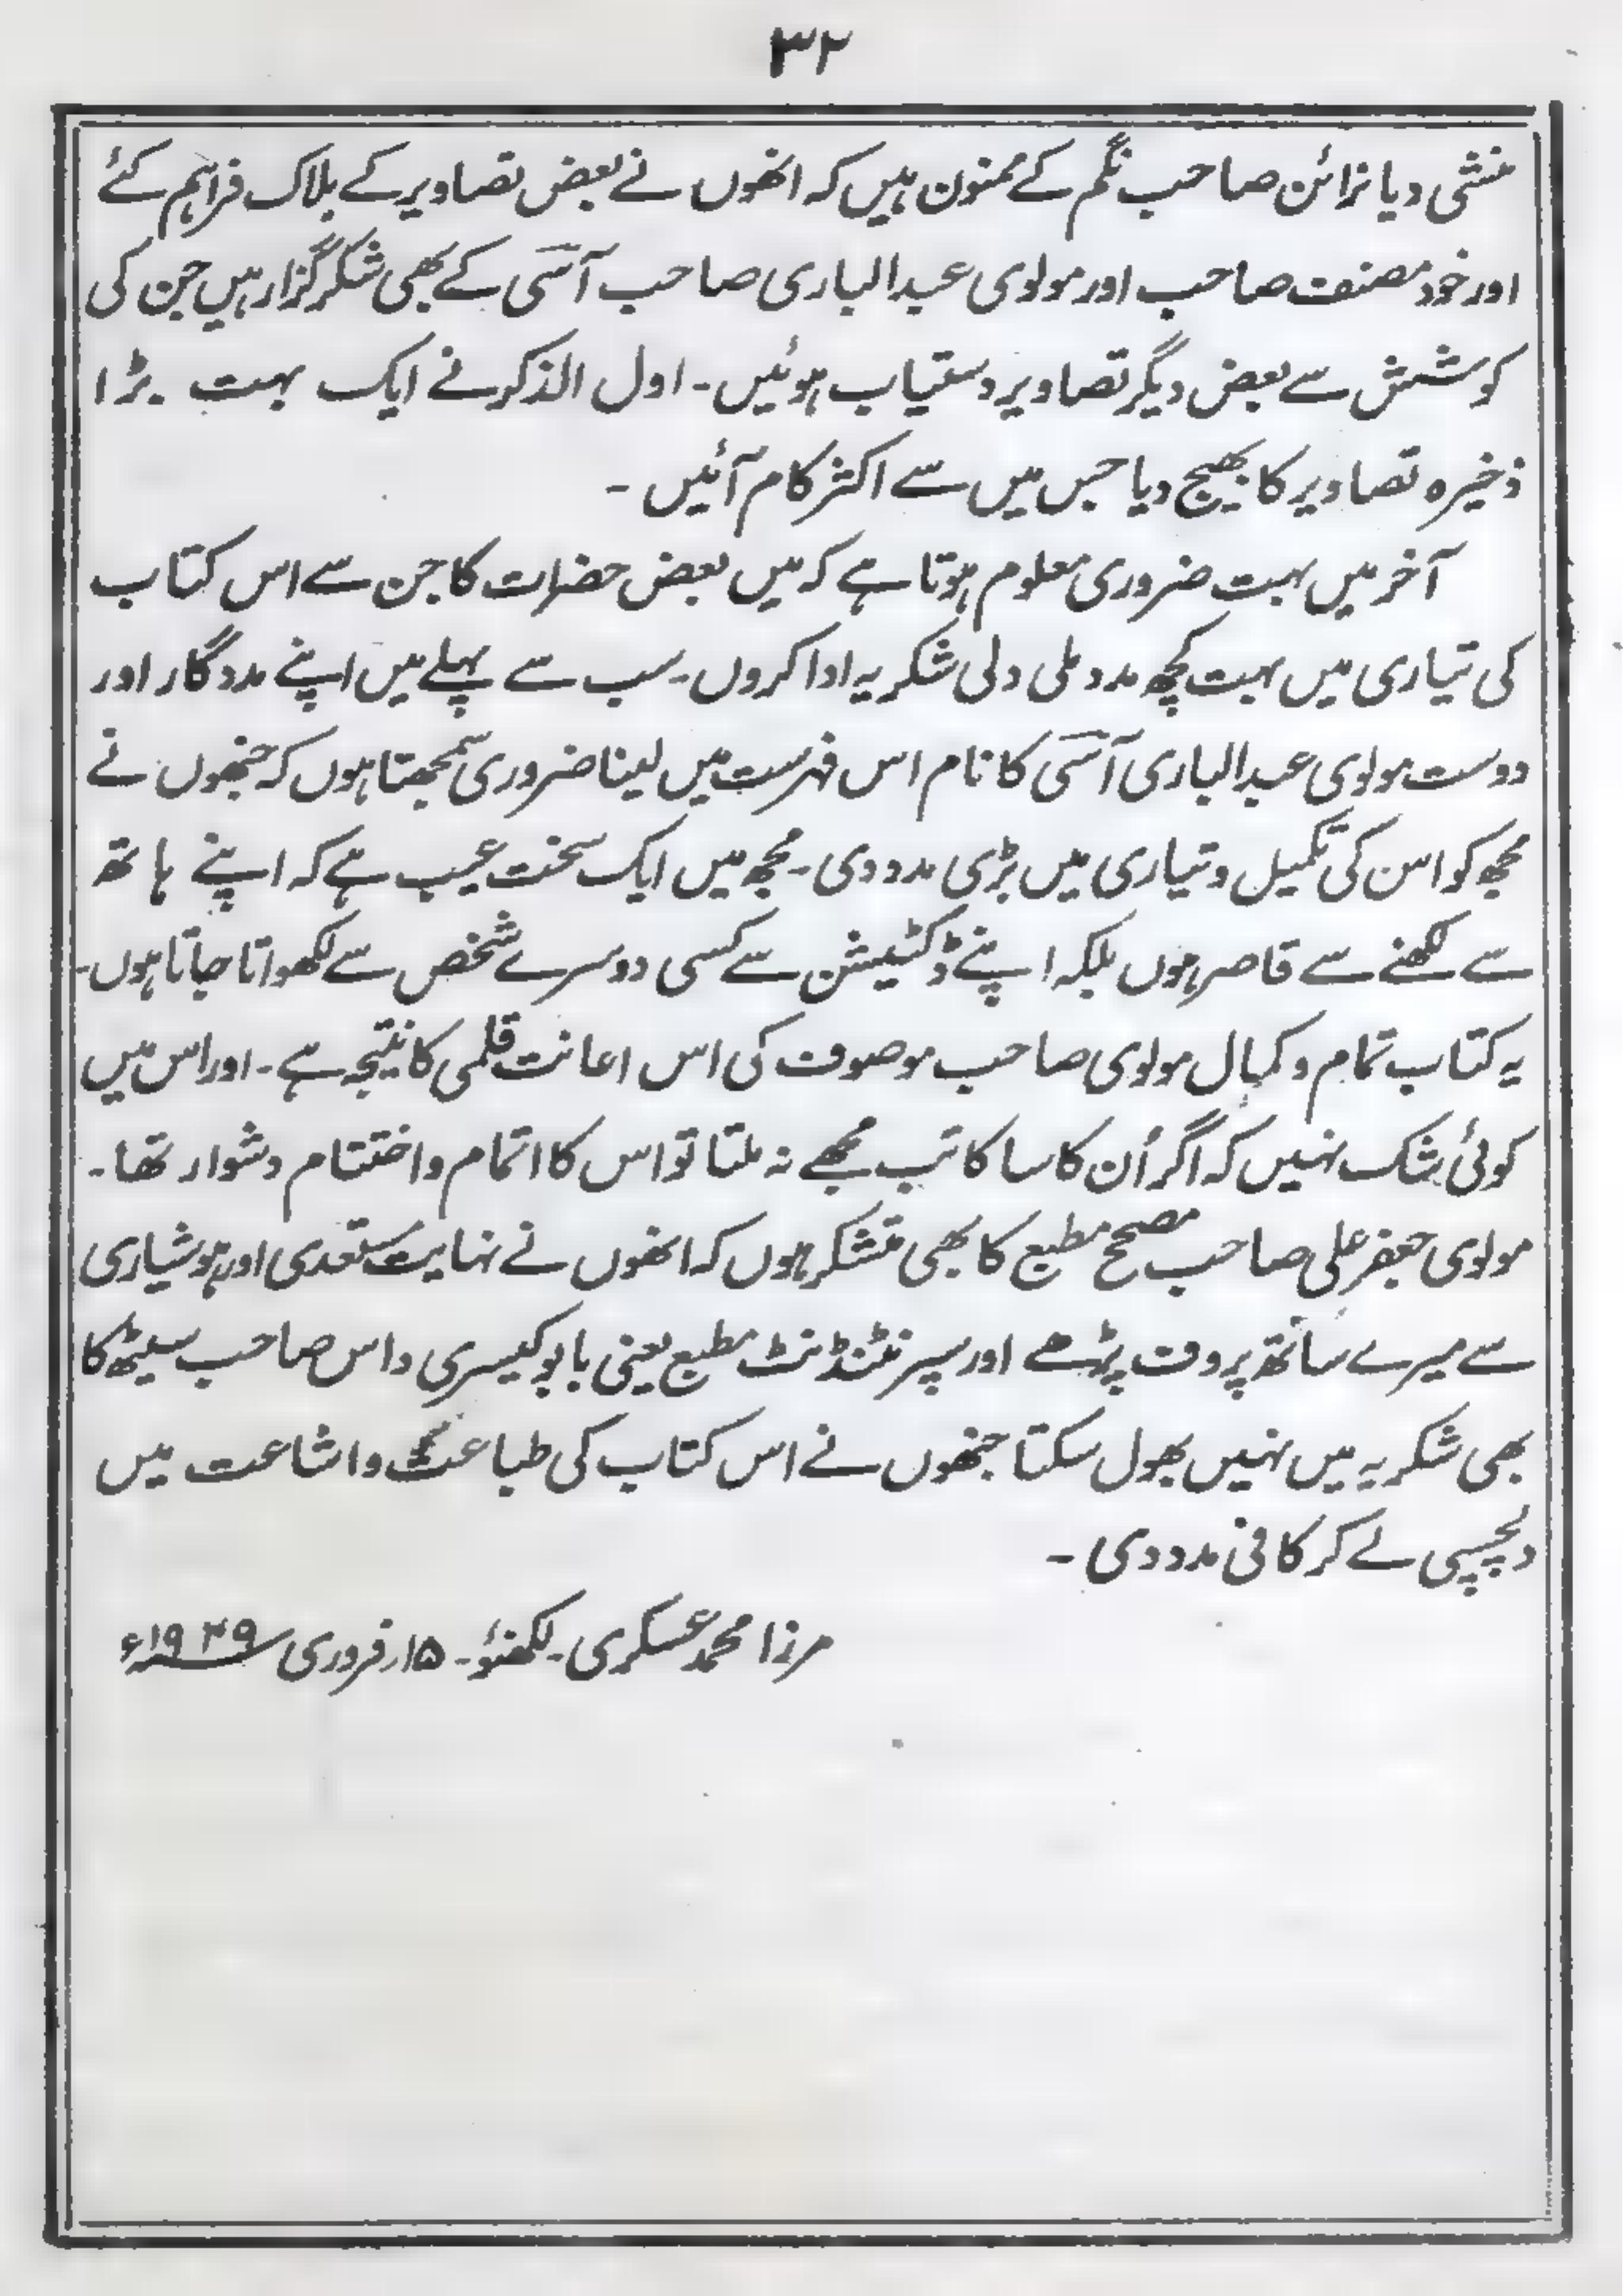 ۳۲
منشی دیا نرائن صاحب نگم کے ممنون ہیں کہ انھوں نے بعض تصاویر کے بلاک فراہم کئے
اور خود مصنف صاحب اور مولوی عبدالباری صاحب آسی کے بھی شکر گزار ہیں جن کی
کوشش سے بعض دیگر تصاویر دستیاب ہوئیں۔ اول الذکر نے ایک بہت بڑا
ذخیرہ تصاویر کا بھیج دیا جس میں سے اکثر کام آئیں ۔
آخر میں بہت ضروری معلوم ہوتا ہے کہ میں بعض حضرات کا جن سے اس کتاب
کی تیاری میں بہت کچھ مدد ملی دلی شکریہ ادا کروں۔ سب سے پہلے میں اپنے مددگار اور
دوست مولوی عبدالباری آسی کا نام اس فہرست میں لینا ضروری سمجھتا ہوں کہ جنھوں نے
مجھ کو اس کی تکمیل و تیاری میں بڑی مدد دی۔ مجھ میں ایک سخت عیب ہے کہ اپنے ہاتھ
سے لکھنے سے قاصر ہوں بلکہ اپنے ڈکٹیشن سے کسی دوسرے شخص سے لکھواتا جاتا ہوں۔
یہ کتاب تمام و کمال مولوی صاحب موصوف کی اس اعانت قلمی کا نتیجہ ہے۔ اور اس میں
کوئی شک نہیں کہ اگر اُن کا سا کاتب مجھے نہ ملتا تو اس کا اتمام و اختتام دشوار تھا۔
مولوی جعفر علی صاحب مصحح مطبع کا بھی متشکر ہوں کہ انھوں نے نہایت مستعدی اور ہوشیاری
سے میرے ساتھ پروف پڑھے اور سپرنٹنڈنٹ مطبع یعنی بابو کیسری داس صاحب سیٹھ کا
بھی شکریہ میں نہیں بھول سکتا جنھوں نے اس کتاب کی طباعت و اشاعت میں
دلچسپی لے کر کافی مدد دی ۔
مرزا محمد عسکری۔ لکھنؤ۔ ۱۵؍ فروری ۱۹۲۹ء